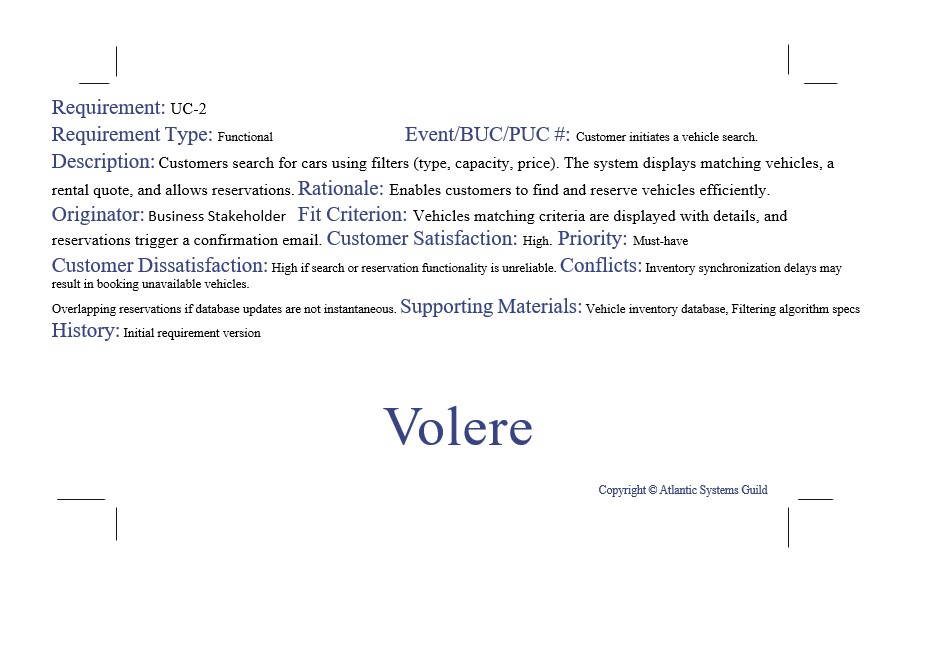 Requirement: UC-2
Requirement Type: Functional Event/BUC/PUC #: Customer initiates a vehicle search.
Description: Customers search for cars using filters (type, capacity, price). The system displays matching vehicles, a
rental quote, and allows reservations. Rationale: Enables customers to find and reserve vehicles efficiently.
Originator: Business Stakeholder Fit Criterion: Vehicles matching criteria are displayed with details, and
reservations trigger a confirmation email. Customer Satisfaction: High. Priority: Must-have
Customer Dissatisfaction: High if search or reservation functionality is unreliable. Conflicts: Inventory synchronization delays may
result in booking unavailable vehicles.
Overlapping reservations if database updates are not instantaneous. Supporting Materials: Vehicle inventory database, Filtering algorithm specs
History: Initial requirement version
Volere
Copyright © Atlantic Systems Guild